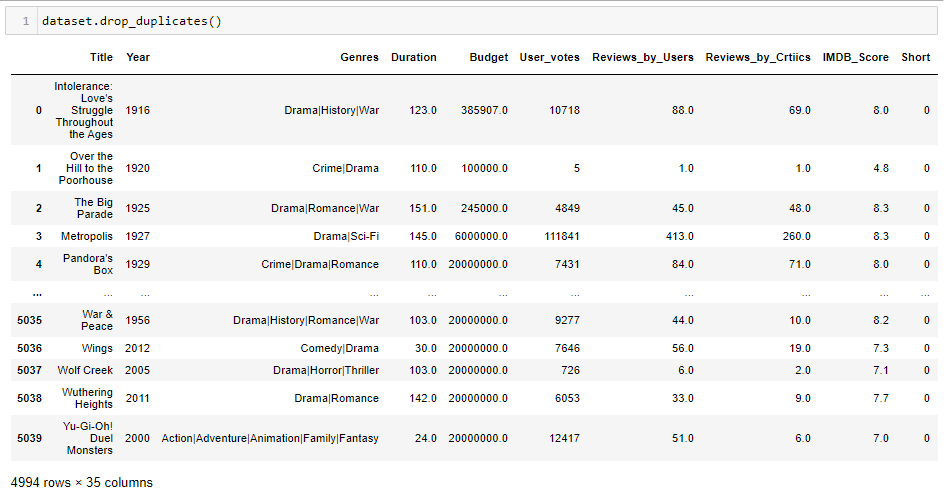 1 dataset.drop_duplicates()
Title Year Genres Duration Budget User_votes Reviews_by_Users Reviews_by_Crtiics IMDB_Score Short
0 Intolerance: Love's Struggle Throughout the Ages 1916 Drama|History|War 123.0 385907.0 10718 88.0 69.0 8.0 0
1 Over the Hill to the Poorhouse 1920 Crime|Drama 110.0 100000.0 5 1.0 1.0 4.8 0
2 The Big Parade 1925 Drama|Romance|War 151.0 245000.0 4849 45.0 48.0 8.3 0
3 Metropolis 1927 Drama|Sci-Fi 145.0 6000000.0 111841 413.0 260.0 8.3 0
4 Pandora's Box 1929 Crime|Drama|Romance 110.0 20000000.0 7431 84.0 71.0 8.0 0
... ... ... ... ... ... ... ... ... ... ...
5035 War & Peace 1956 Drama|History|Romance|War 103.0 20000000.0 9277 44.0 10.0 8.2 0
5036 Wings 2012 Comedy|Drama 30.0 20000000.0 7646 56.0 19.0 7.3 0
5037 Wolf Creek 2005 Drama|Horror|Thriller 103.0 20000000.0 726 6.0 2.0 7.1 0
5038 Wuthering Heights 2011 Drama|Romance 142.0 20000000.0 6053 33.0 9.0 7.7 0
5039 Yu-Gi-Oh! Duel Monsters 2000 Action|Adventure|Animation|Family|Fantasy 24.0 20000000.0 12417 51.0 6.0 7.0 0
4994 rows × 35 columns